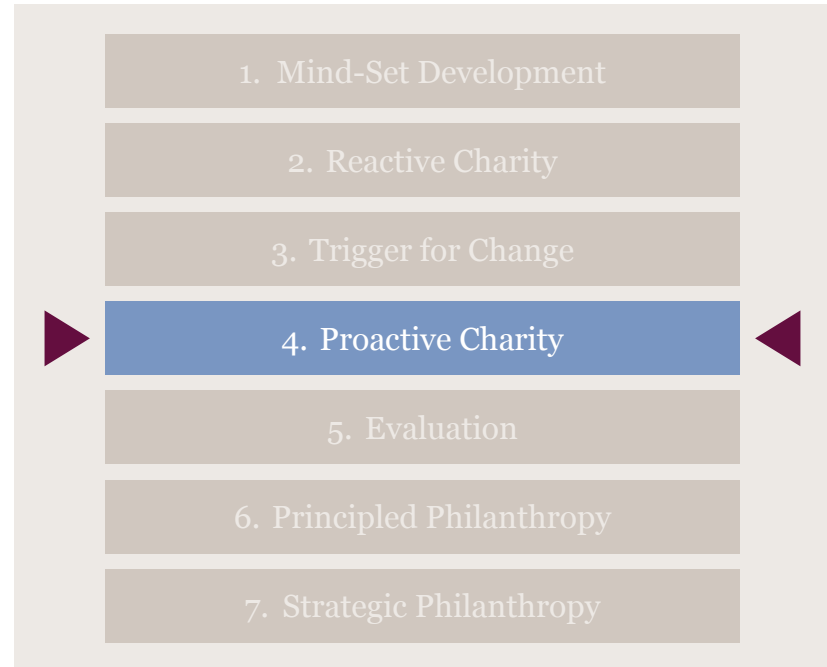 1. Mind-Set Development
2. Reactive Charity
3. Trigger for Change
4. Proactive Charity
5. Evaluation
6. Principled Philanthropy
7. Strategic Philanthropy